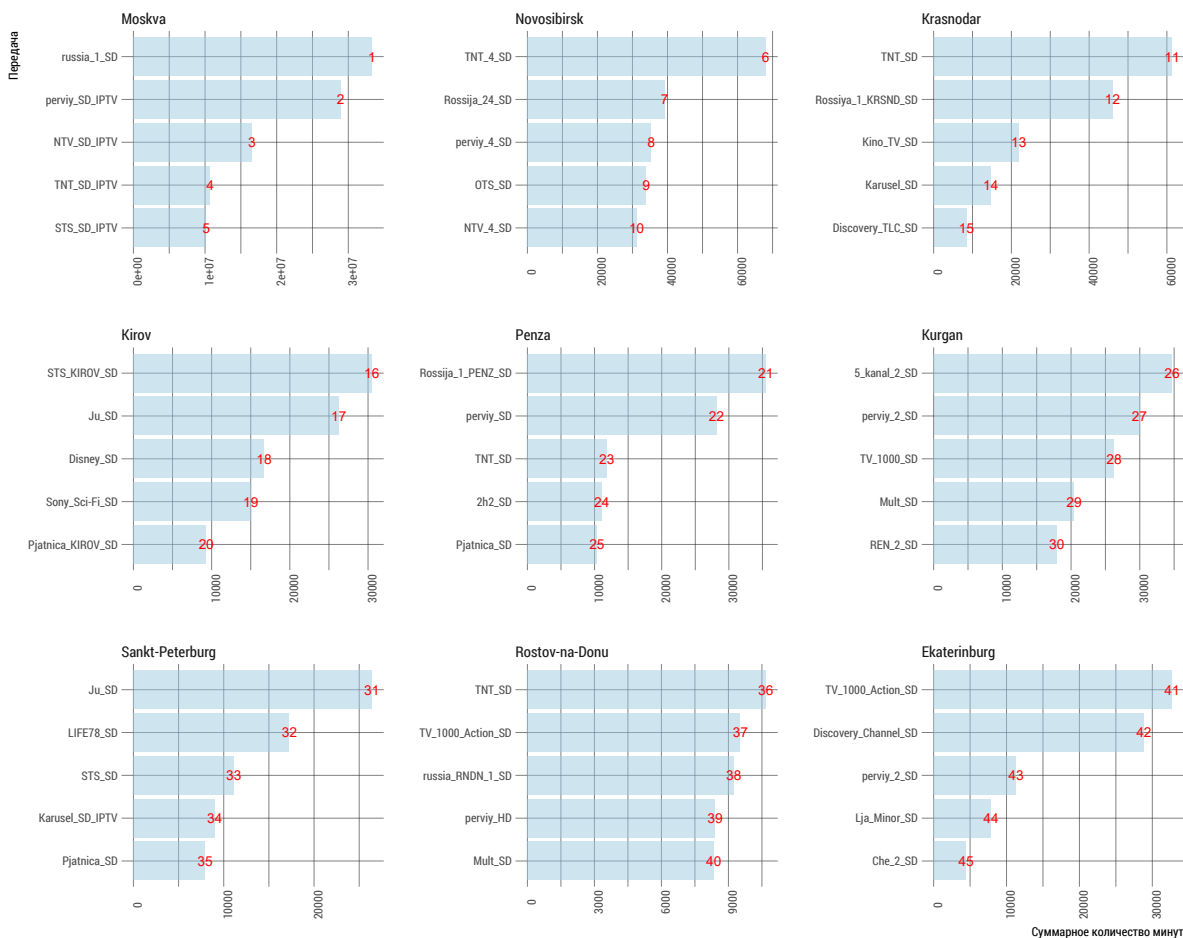 Передача
Moskva
russia_1_SD
1
perviy_SD_IPTV
2
NTV_SD_IPTV
3
TNT_SD_IPTV
4
STS_SD_IPTV
5
0e+00
1e+07
2e+07
3e+07
Novosibirsk
TNT_4_SD
6
Rossija_24_SD
7
perviy_4_SD
8
OTS_SD
9
NTV_4_SD
10
0
20000
40000
60000
Krasnodar
TNT_SD
11
Rossiya_1_KRSND_SD
12
Kino_TV_SD
13
Karusel_SD
14
Discovery_TLC_SD
15
0
20000
40000
60000
Kirov
STS_KIROV_SD
16
Ju_SD
17
Disney_SD
18
Sony_Sci-Fi_SD
19
Pjatnica_KIROV_SD
20
0
10000
20000
30000
Penza
Rossija_1_PENZ_SD
21
perviy_SD
22
TNT_SD
23
2h2_SD
24
Pjatnica_SD
25
0
10000
20000
30000
Kurgan
5_kanal_2_SD
26
perviy_2_SD
27
TV_1000_SD
28
Mult_SD
29
REN_2_SD
30
0
10000
20000
30000
Sankt-Peterburg
Ju_SD
31
LIFE78_SD
32
STS_SD
33
Karusel_SD_IPTV
34
Pjatnica_SD
35
0
10000
20000
Rostov-na-Donu
TNT_SD
36
TV_1000_Action_SD
37
russia_RNDN_1_SD
38
perviy_HD
39
Mult_SD
40
0
3000
6000
9000
Ekaterinburg
TV_1000_Action_SD
41
Discovery_Channel_SD
42
perviy_2_SD
43
Lja_Minor_SD
44
Che_2_SD
45
0
10000
20000
30000
Суммарное количество минут